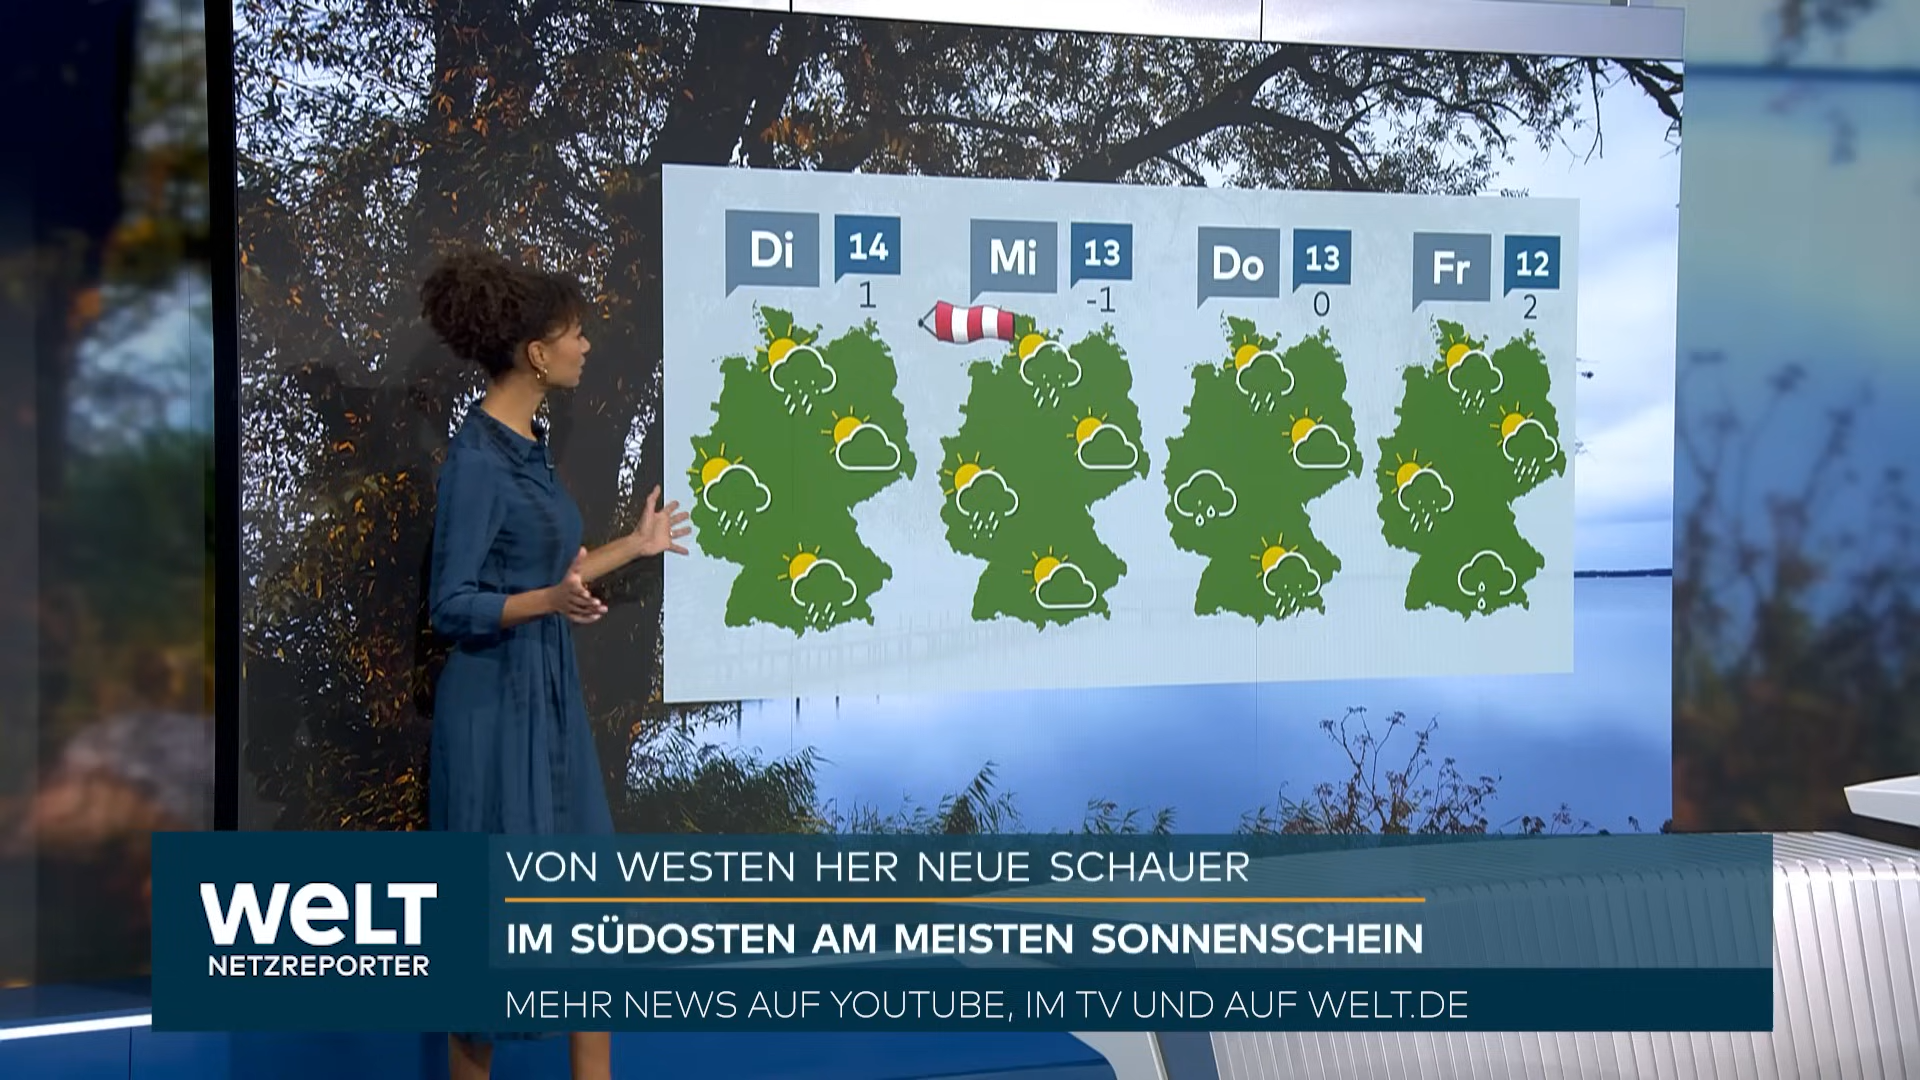 Di 14 Mi 13 Do 13 Fr 12
1 -1 0 2
VON WESTEN HER NEUE SCHAUER
WELT
NETZREPORTER
IM SÜDOSTEN AM MEISTEN SONNENSCHEIN
MEHR NEWS AUF YOUTUBE, IM TV UND AUF WELT.DE